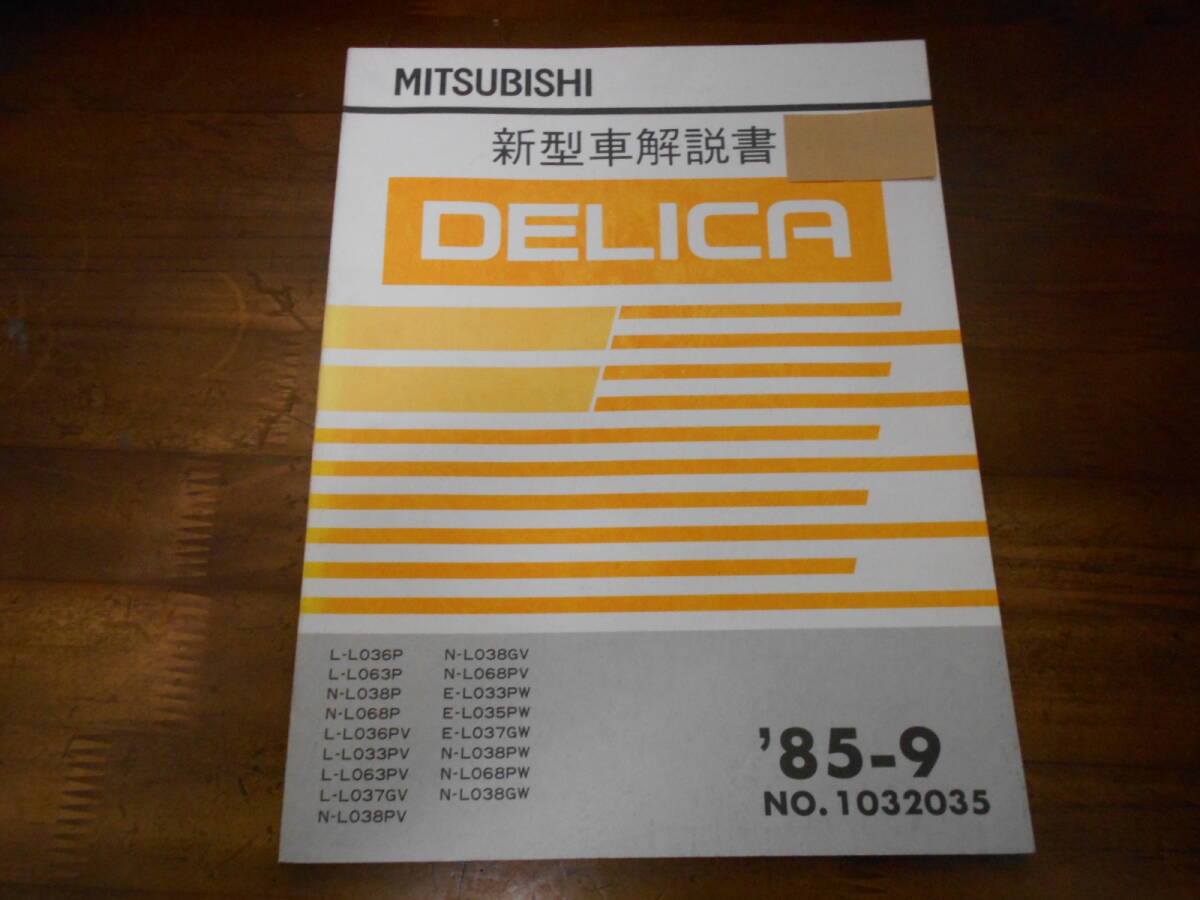 MITSUBISHI
新型車解説書
DELICA
L-L036P
L-L063P
N-L038P
N-L068P
L-L036PV
L-L033PV
L-L063PV
L-L037GV
N-L038PV
N-L038GV
N-L068PV
E-L033PW
E-L035PW
E-L037GW
N-L038PW
N-L068PW
N-L038GW
'85-9
NO.1032035